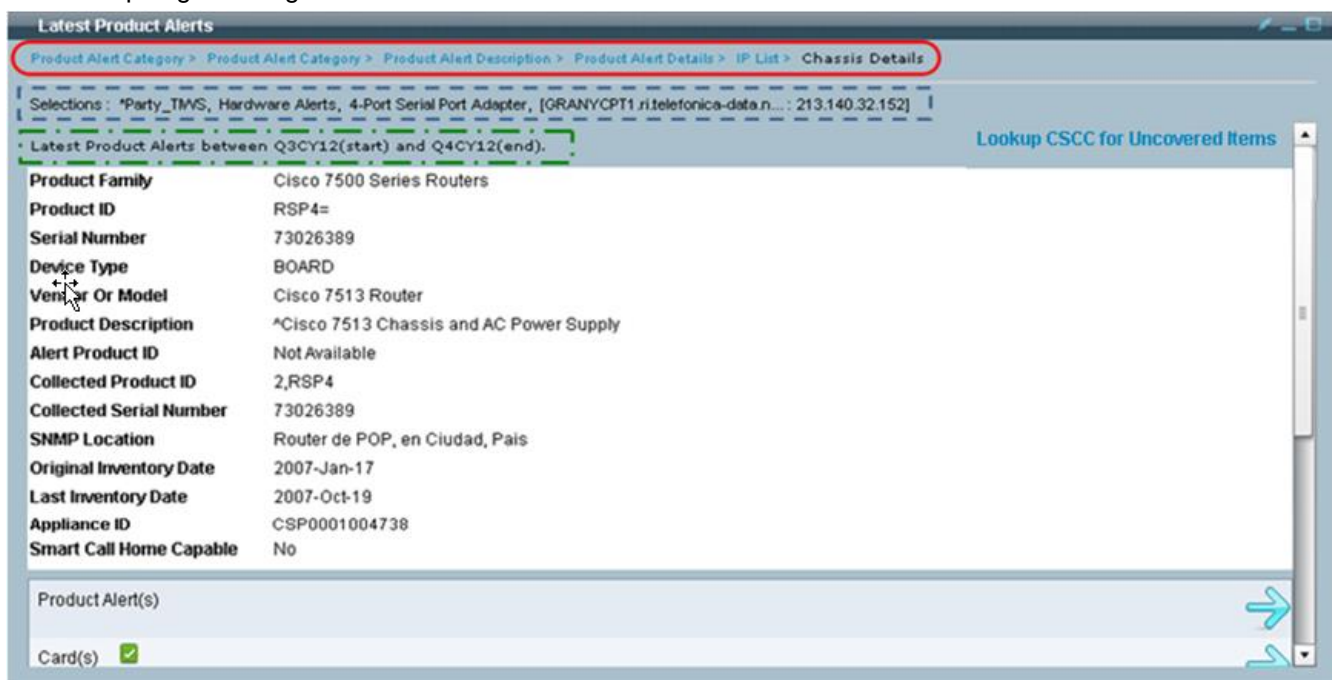 Latest Product Alerts
Product Alert Category > Product Alert Category > Product Alert Description > Product Alert Details > IP List > Chassis Details
Selections : *Party_TMVS, Hardware Alerts, 4-Port Serial Port Adapter, [GRANYCPT1.ri.telefonica-data.n... : 213.140.32.152]
Latest Product Alerts between Q3CY12(start) and Q4CY12(end).
Lookup CSCC for Uncovered Items
Product Family Cisco 7500 Series Routers
Product ID RSP4=
Serial Number 73026389
Device Type BOARD
Vendor Or Model Cisco 7513 Router
Product Description ^Cisco 7513 Chassis and AC Power Supply
Alert Product ID Not Available
Collected Product ID 2,RSP4
Collected Serial Number 73026389
SNMP Location Router de POP, en Ciudad, Pais
Original Inventory Date 2007-Jan-17
Last Inventory Date 2007-Oct-19
Appliance ID CSP0001004738
Smart Call Home Capable No
Product Alert(s)
Card(s)